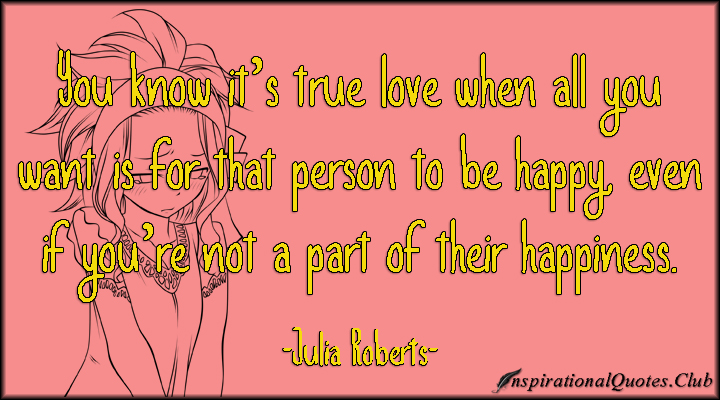 You know it's true love when all you
want is for that person to be happy, even
if you're not a part of their happiness.
-Julia Roberts-
InspirationalQuotes.Club